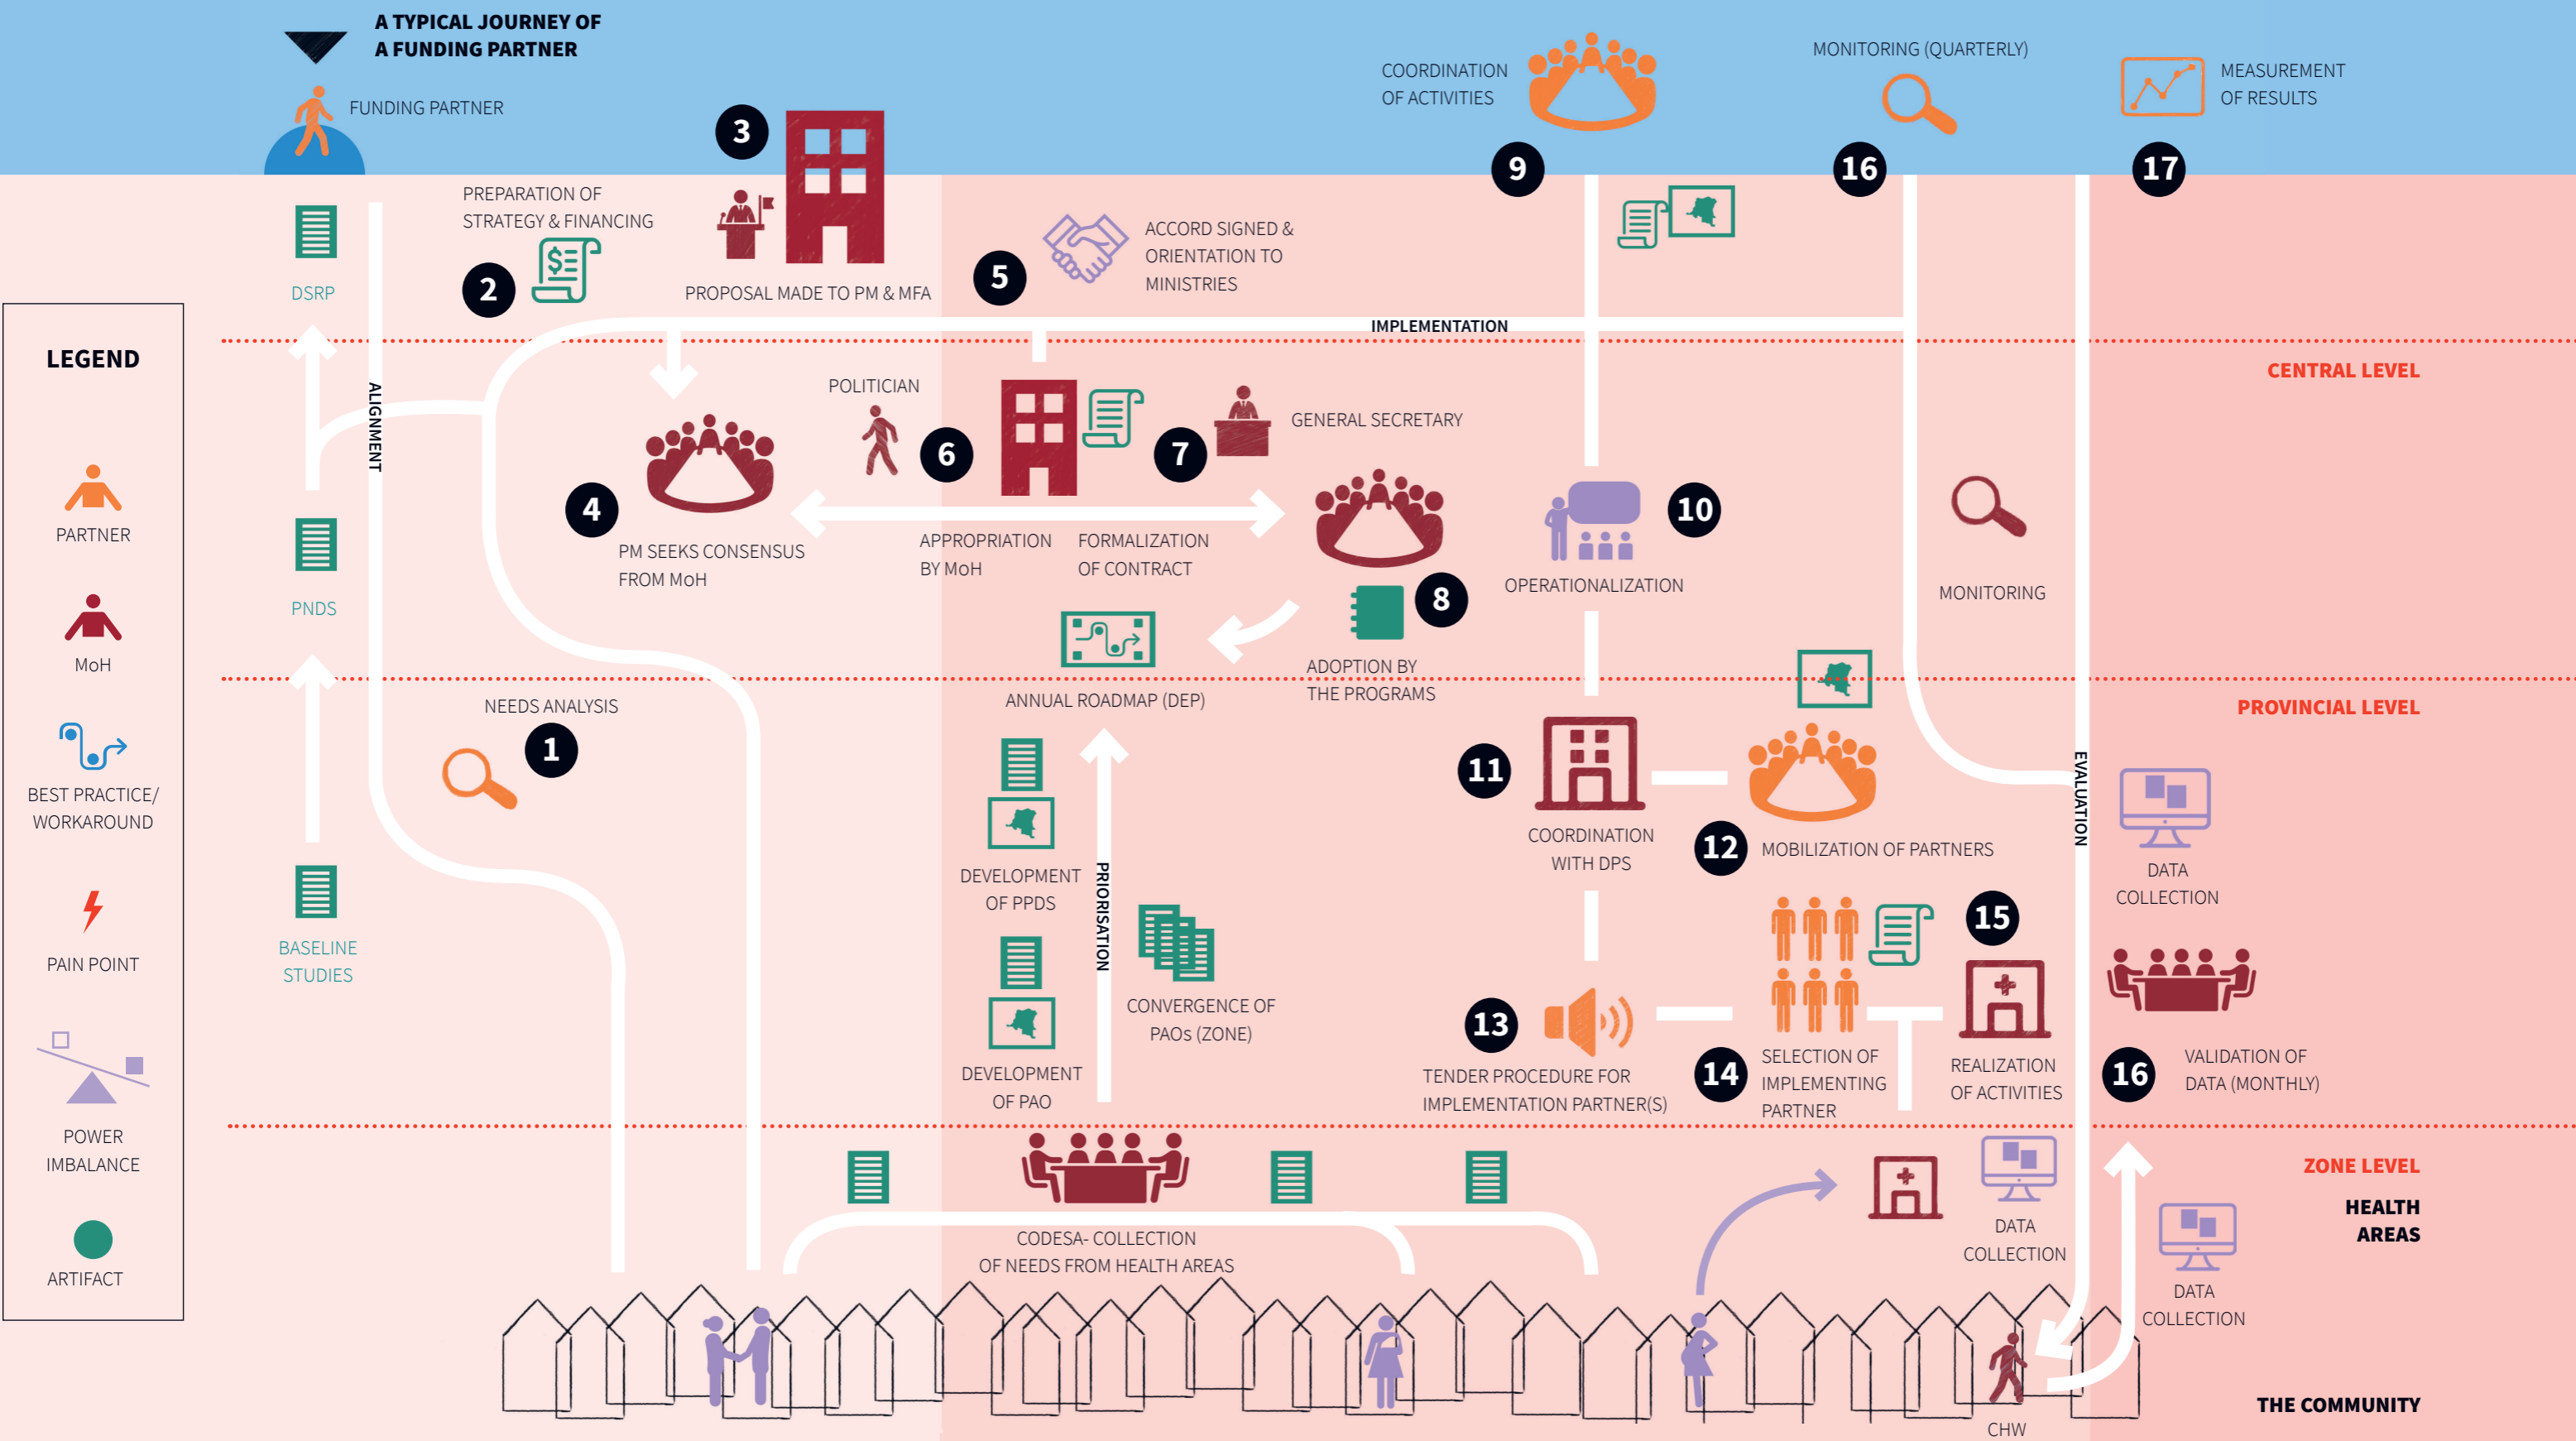 A TYPICAL JOURNEY OF
A FUNDING PARTNER
FUNDING PARTNER
3
COORDINATION
OF ACTIVITIES
9
MONITORING (QUARTERLY)
16
MEASUREMENT
OF RESULTS
17
DSRP
PREPARATION OF
STRATEGY & FINANCING
2
PROPOSAL MADE TO PM & MFA
5
ACCORD SIGNED &
ORIENTATION TO
MINISTRIES
IMPLEMENTATION
CENTRAL LEVEL
LEGEND
PARTNER
MoH
BEST PRACTICE/
WORKAROUND
PAIN POINT
POWER
IMBALANCE
ARTIFACT
ALIGNMENT
PNDS
BASELINE
STUDIES
4
PM SEEKS CONSENSUS
FROM MoH
POLITICIAN
6
7
GENERAL SECRETARY
APPROPRIATION
BY MoH
FORMALIZATION
OF CONTRACT
8
ADOPTION BY
THE PROGRAMS
ANNUAL ROADMAP (DEP)
10
OPERATIONALIZATION
MONITORING
PROVINCIAL LEVEL
NEEDS ANALYSIS
1
DEVELOPMENT
OF PPDS
PRIORISATION
DEVELOPMENT
OF PAO
CONVERGENCE OF
PAOs (ZONE)
11
COORDINATION
WITH DPS
12
MOBILIZATION OF PARTNERS
13
TENDER PROCEDURE FOR
IMPLEMENTATION PARTNER(S)
14
SELECTION OF
IMPLEMENTING
PARTNER
15
REALIZATION
OF ACTIVITIES
EVALUATION
DATA
COLLECTION
16
VALIDATION OF
DATA (MONTHLY)
ZONE LEVEL
HEALTH
AREAS
CODESA- COLLECTION
OF NEEDS FROM HEALTH AREAS
DATA
COLLECTION
DATA
COLLECTION
THE COMMUNITY
CHW